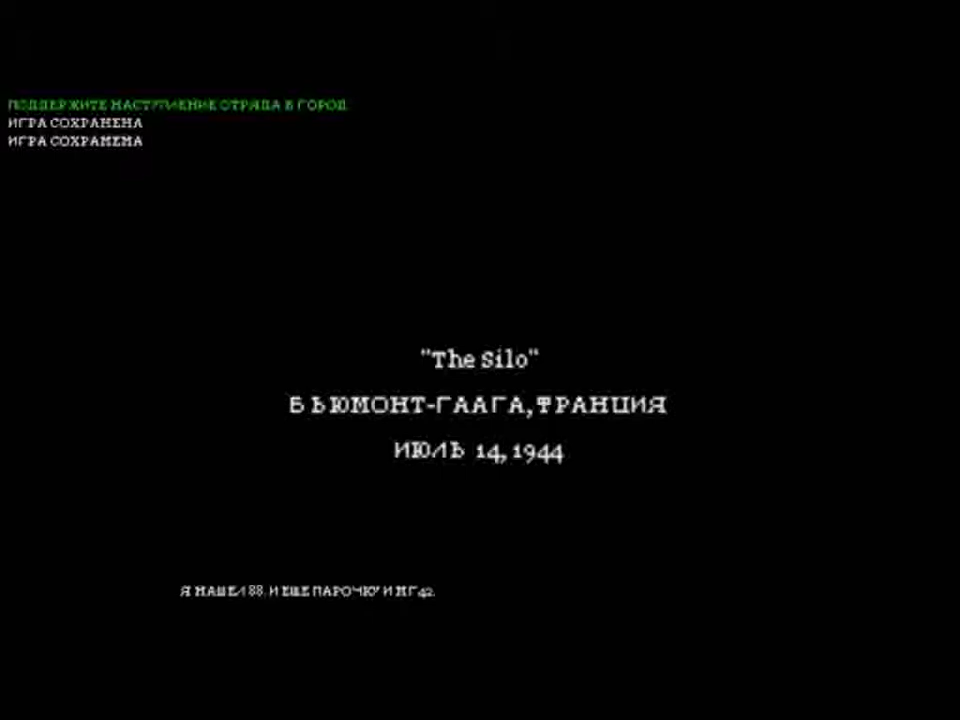 ПОДДЕРЖИТЕ НАСТУПЛЕНИЕ ОТРЯДА В ГОРОД
ИГРА СОХРАНЕНА
ИГРА СОХРАНЕНА
"The Silo"
БЬЮМОНТ-ГААГА, ФРАНЦИЯ
ИЮЛЬ 14, 1944
Я НАШЕЛ 88. И ЕЩЕ ПАРОЧКУ МГ42.